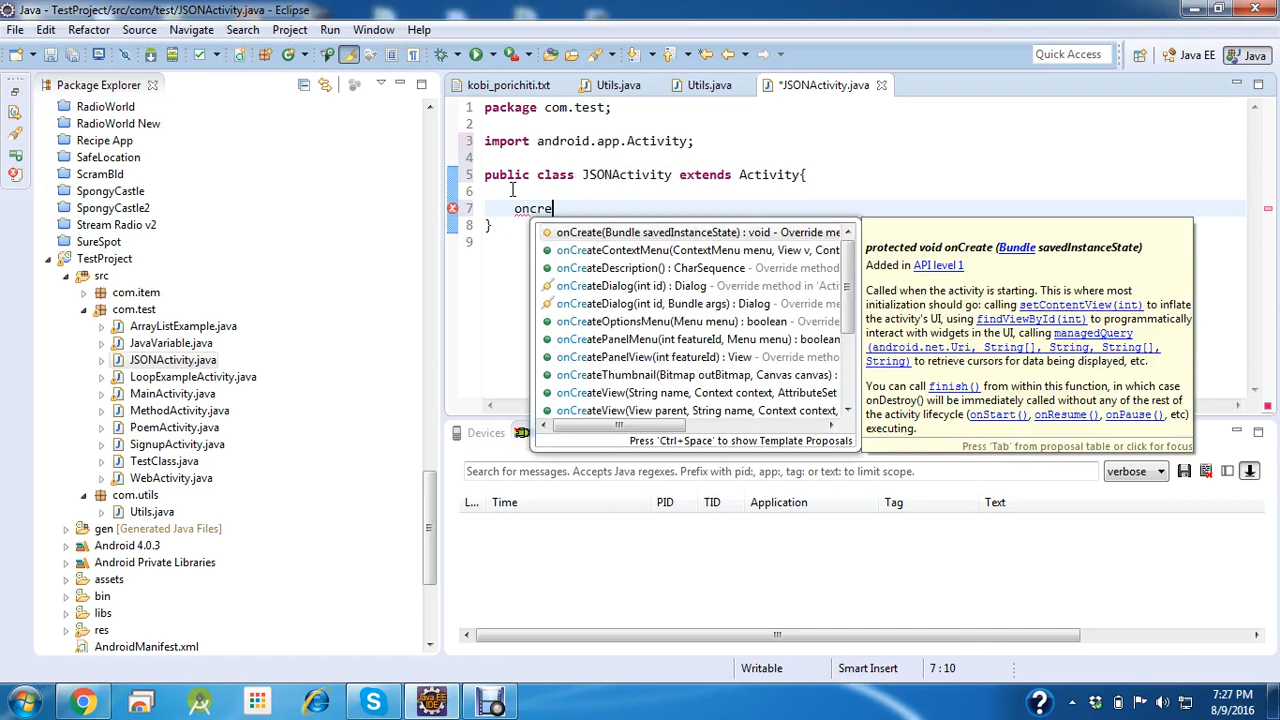 Java - TestProject/src/com/test/JSONActivity.java - Eclipse
File Edit Refactor Source Navigate Search Project Run Window Help
Quick Access Java EE Java
Package Explorer
kobi_porichiti.txt Utils.java Utils.java *JSONActivity.java
RadioWorld
RadioWorld New
Recipe App
SafeLocation
ScramBld
SpongyCastle
SpongyCastle2
Stream Radio v2
SureSpot
TestProject
src
com.item
com.test
ArrayListExample.java
JavaVariable.java
JSONActivity.java
LoopExampleActivity.java
MainActivity.java
MethodActivity.java
PoemActivity.java
SignupActivity.java
TestClass.java
WebActivity.java
com.utils
Utils.java
gen [Generated Java Files]
Android 4.0.3
Android Private Libraries
assets
bin
libs
res
AndroidManifest.xml
1 package com.test;
2
3 import android.app.Activity;
4
5 public class JSONActivity extends Activity{
6
7 oncre
8 }
9
onCreate(Bundle savedInstanceState) : void - Override me
onCreateContextMenu(ContextMenu menu, View v, Cont
onCreateDescription() : CharSequence - Override method
onCreateDialog(int id) : Dialog - Override method in 'Activ
onCreateDialog(int id, Bundle args) : Dialog - Override me
onCreateOptionsMenu(Menu menu) : boolean - Override
onCreatePanelMenu(int featureId, Menu menu) : boolean
onCreatePanelView(int featureId) : View - Override metho
onCreateThumbnail(Bitmap outBitmap, Canvas canvas) :
onCreateView(String name, Context context, AttributeSet
onCreateView(View parent, String name, Context context,
Press 'Ctrl+Space' to show Template Proposals
protected void onCreate (Bundle savedInstanceState)
Added in API level 1
Called when the activity is starting. This is where most
initialization should go: calling setContentView(int) to inflate
the activity's UI, using findViewById(int) to programmatically
interact with widgets in the UI, calling managedQuery
(android.net.Uri, String[], String, String[],
String) to retrieve cursors for data being displayed, etc.
You can call finish() from within this function, in which case
onDestroy() will be immediately called without any of the rest of
the activity lifecycle (onStart(), onResume(), onPause(), etc)
executing.
Press 'Tab' from proposal table or click for focus
Devices
Search for messages. Accepts Java regexes. Prefix with pid:, app:, tag: or text: to limit scope. verbose
L... Time PID TID Application Tag Text
Writable Smart Insert 7 : 10
7:27 PM
8/9/2016